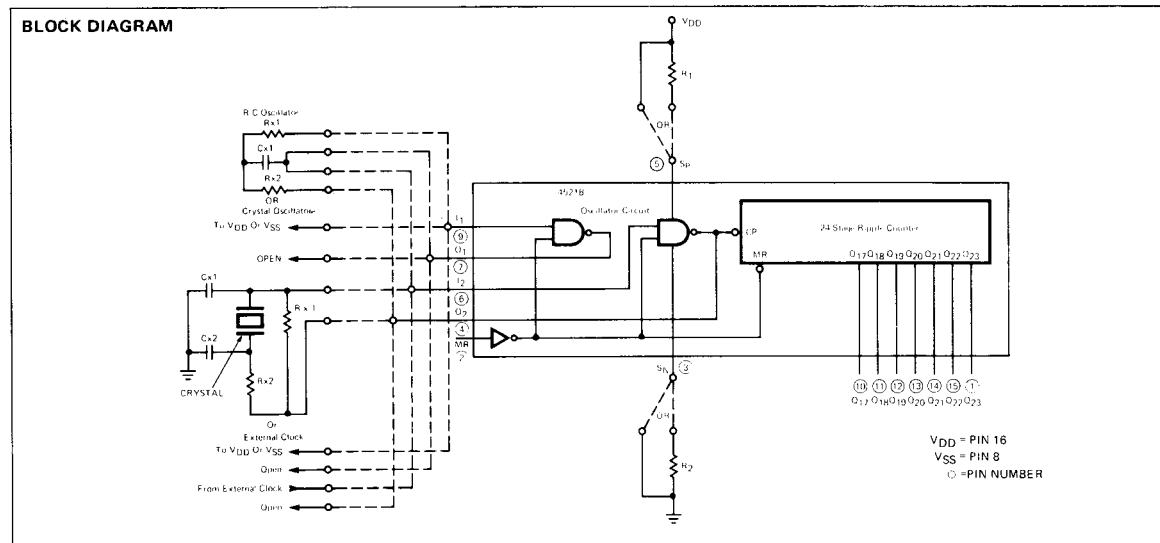 BLOCK DIAGRAM
VDD
R1
OR
5
SP
R C Oscillator
Rx1
Cx1
Rx2
OR
Crystal Oscillator
To VDD Or VSS
OPEN
Cx1
Rx1
Cx2
CRYSTAL
Rx2
Or
External Clock
To VDD Or VSS
Open
From External Clock
Open
4521B
Oscillator Circuit
I1
9
O1
7
I2
6
O2
4
MR
2
CP
24 Stage Ripple Counter
MR
Q17 Q18 Q19 Q20 Q21 Q22 Q23
10 11 12 13 14 15 1
Q17 Q18 Q19 Q20 Q21 Q22 Q23
SN
3
OR
R2
VDD = PIN 16
VSS = PIN 8
=PIN NUMBER